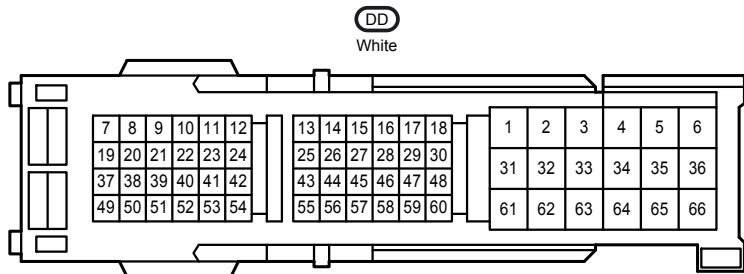 DD
White
7 8 9 10 11 12 13 14 15 16 17 18 1 2 3 4 5 6
19 20 21 22 23 24 25 26 27 28 29 30 31 32 33 34 35 36
37 38 39 40 41 42 43 44 45 46 47 48
49 50 51 52 53 54 55 56 57 58 59 60 61 62 63 64 65 66